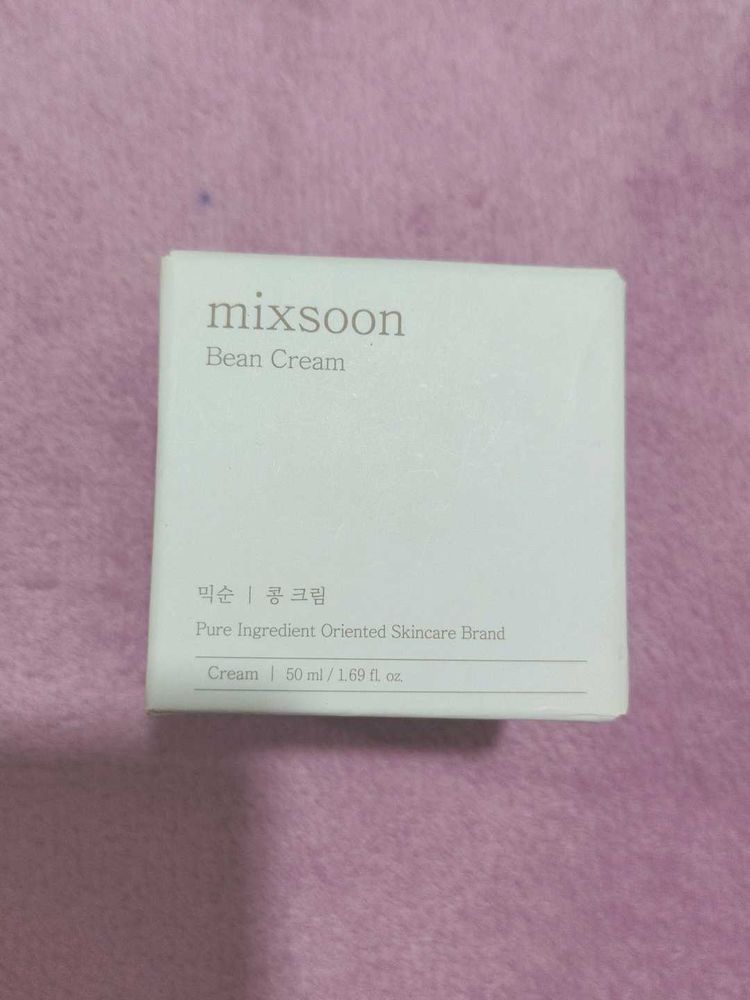 mixsoon
Bean Cream
믹순 | 콩 크림
Pure Ingredient Oriented Skincare Brand
Cream | 50 ml / 1.69 fl. oz.